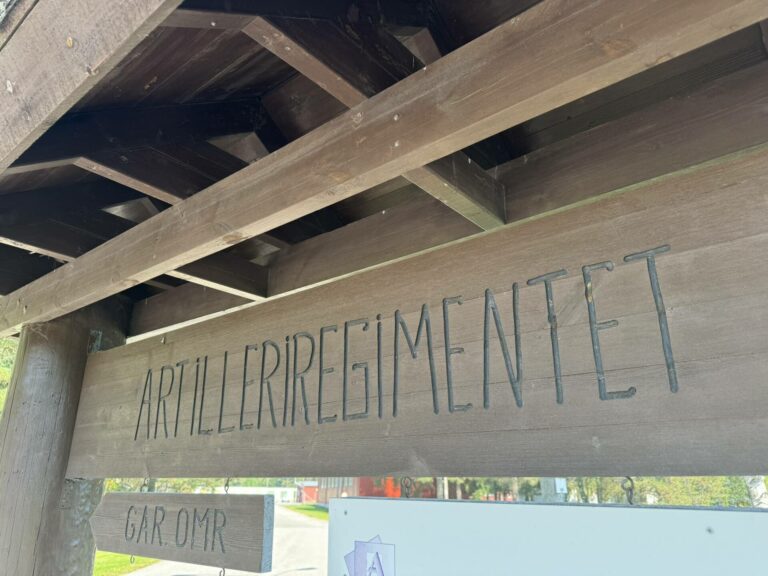 ARTiLLERiREGiMENTET
GAR. OMR
A